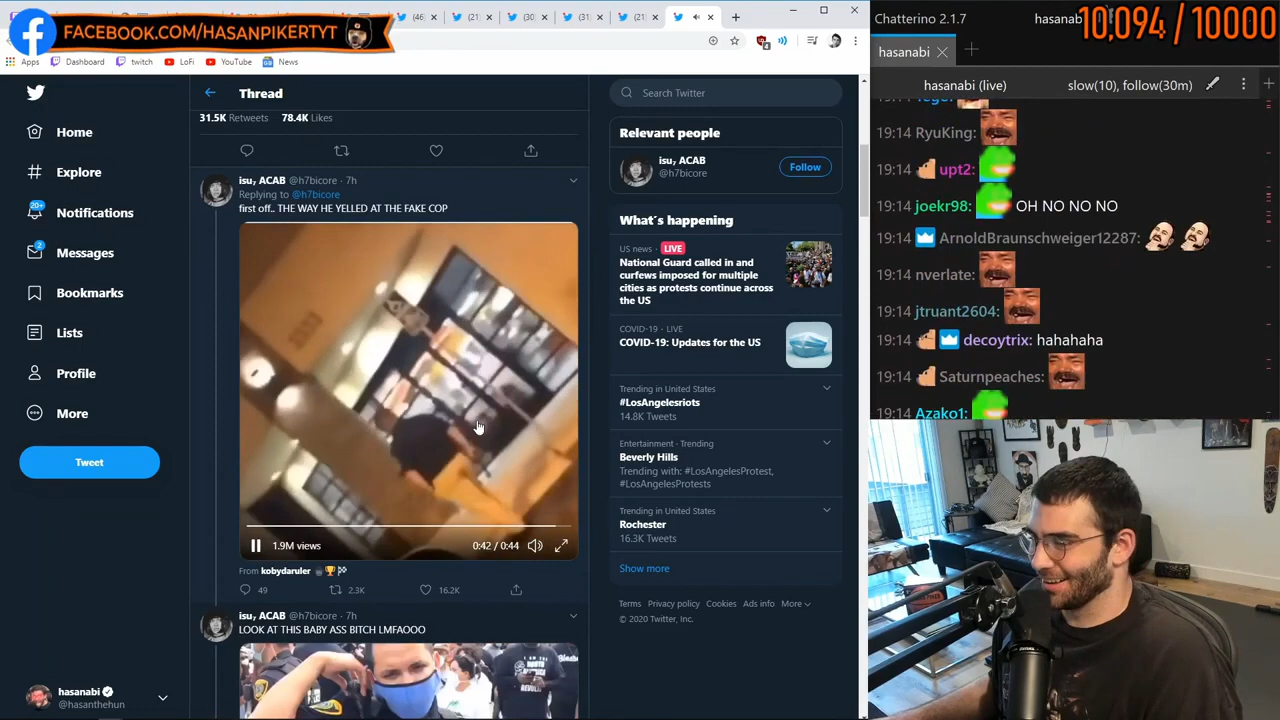 FACEBOOK.COM/HASANPIKERTYT
(46)
(21)
(30)
(31)
(21)
Apps
Dashboard
twitch
LoFi
YouTube
News
Home
Explore
20+
Notifications
2
Messages
Bookmarks
Lists
Profile
More
Tweet
hasanabi
@hasanthehun
Thread
31.5K Retweets 78.4K Likes
isu, ACAB @h7bicore · 7h
Replying to @h7bicore
first off.. THE WAY HE YELLED AT THE FAKE COP
1.9M views
0:42 / 0:44
From kobydaruler
49
2.3K
16.2K
isu, ACAB @h7bicore · 7h
LOOK AT THIS BABY ASS BITCH LMFAOOO
Search Twitter
Relevant people
isu, ACAB
@h7bicore
Follow
What's happening
US news · LIVE
National Guard called in and
curfews imposed for multiple
cities as protests continue across
the US
COVID-19 · LIVE
COVID-19: Updates for the US
Trending in United States
#LosAngelesriots
14.8K Tweets
Entertainment · Trending
Beverly Hills
Trending with: #LosAngelesProtest,
#LosAngelesProtests
Trending in United States
Rochester
16.3K Tweets
Show more
Terms Privacy policy Cookies Ads info More
© 2020 Twitter, Inc.
Chatterino 2.1.7
10,094 / 10000
hasanabi
hasanabi (live)
slow(10), follow(30m)
19:14 RyuKing:
19:14 upt2:
19:14 joekr98: OH NO NO NO
19:14 ArnoldBraunschweiger12287:
19:14 nverlate:
19:14 jtruant2604:
19:14 decoytrix: hahahaha
19:14 Saturnpeaches:
19:14 Azako1: